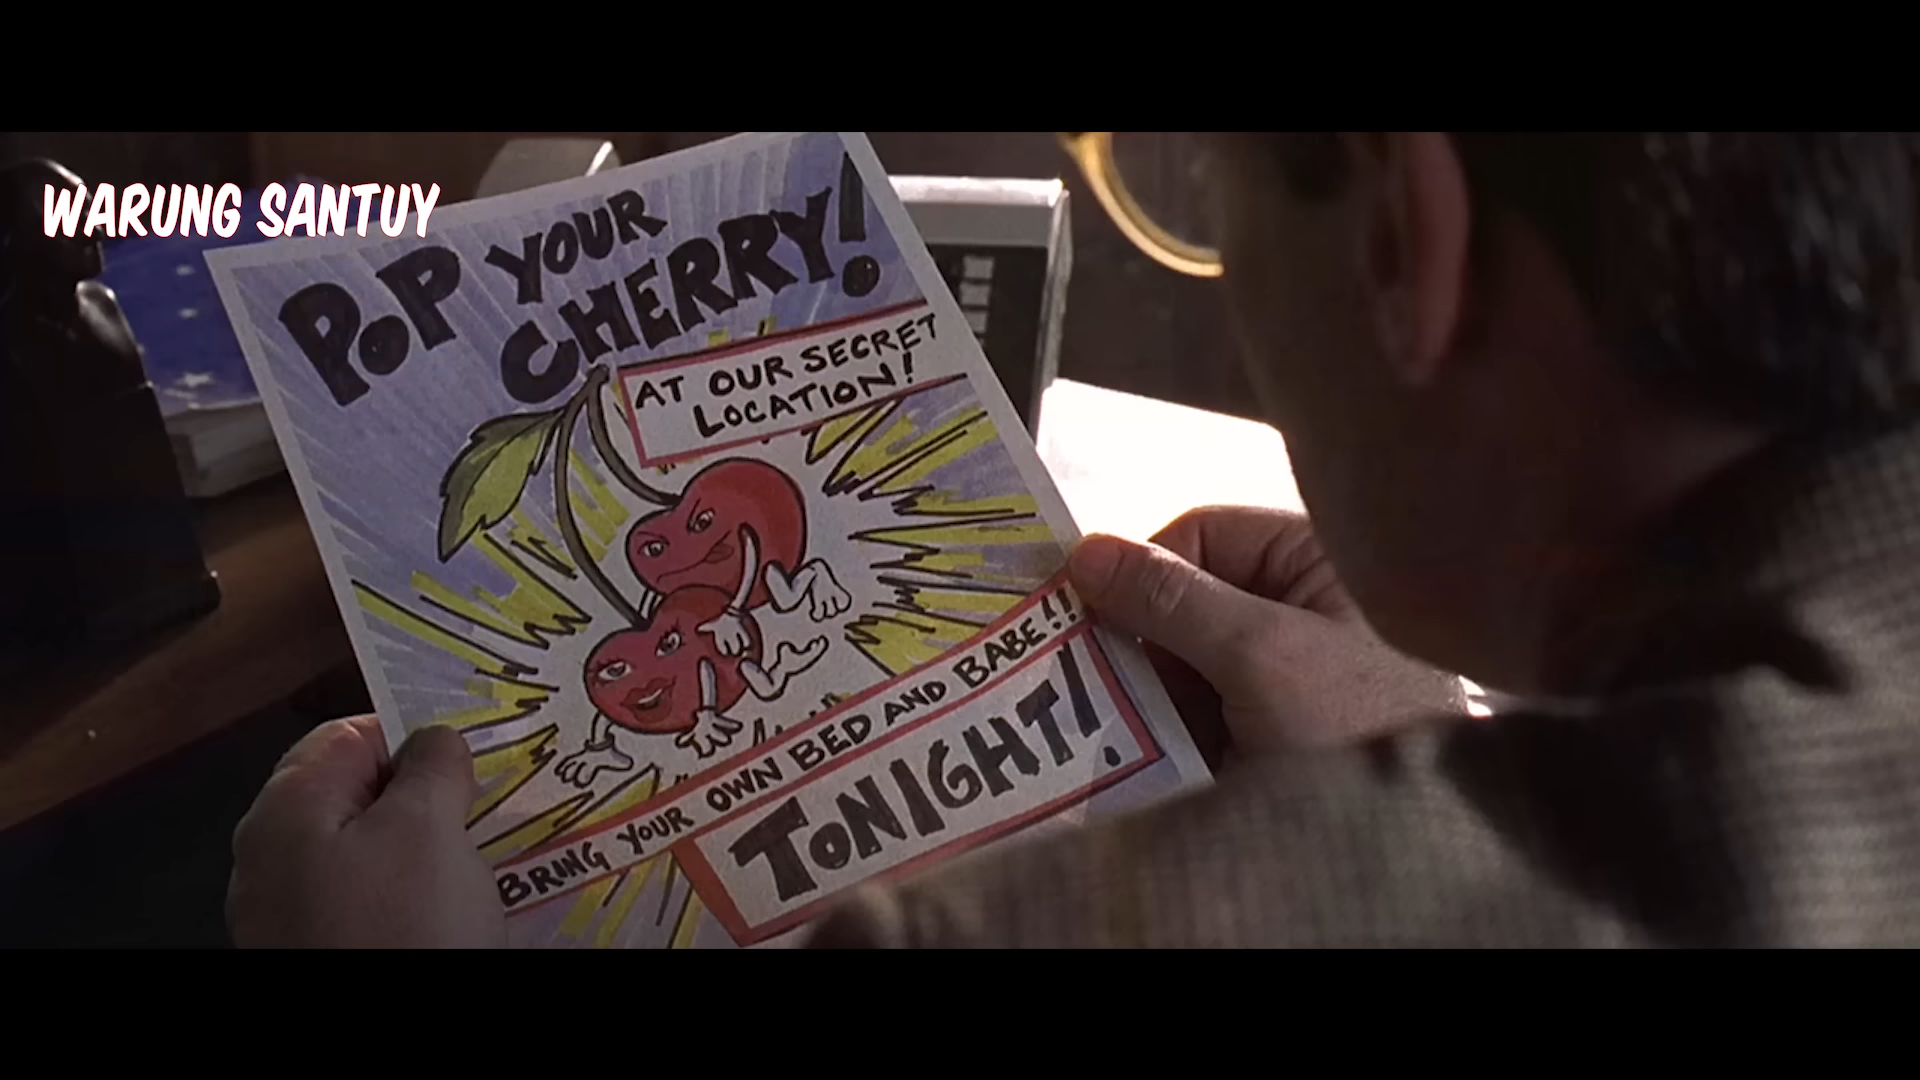 WARUNG SANTUY
POP YOUR
CHERRY!
AT OUR SECRET
LOCATION!
BRING YOUR OWN BED AND BABE!!
TONIGHT!